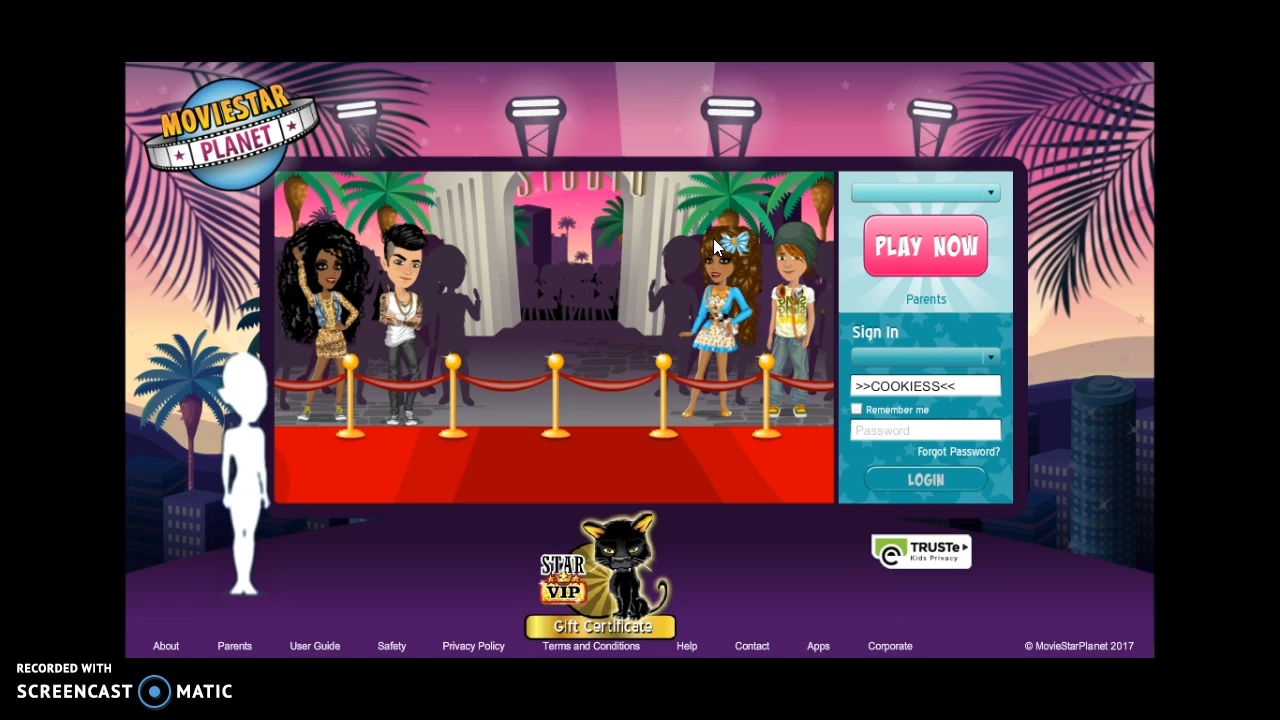 MOVIESTAR
PLANET
STUDIO
PLAY NOW
Parents
Sign In
>>COOKIESS<<
Remember me
Password
Forgot Password?
LOGIN
STAR
VIP
Gift Certificate
TRUSTe
Kids Privacy
About Parents User Guide Safety Privacy Policy Terms and Conditions Help Contact Apps Corporate © MovieStarPlanet 2017
RECORDED WITH
SCREENCAST MATIC